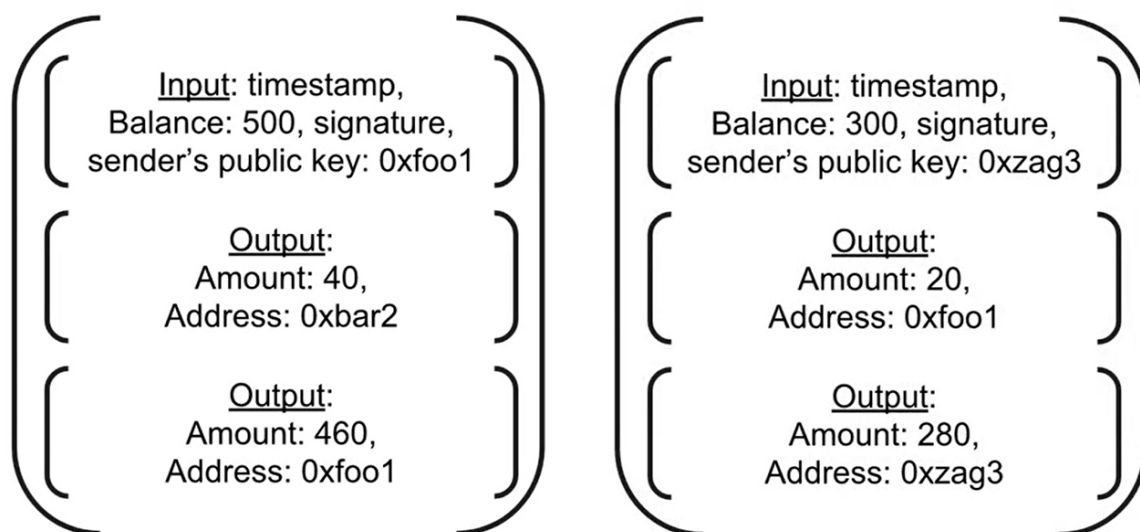 Input: timestamp,
Balance: 500, signature,
sender’s public key: 0xfoo1
Output:
Amount: 40,
Address: 0xbar2
Output:
Amount: 460,
Address: 0xfoo1
Input: timestamp,
Balance: 300, signature,
sender’s public key: 0xzag3
Output:
Amount: 20,
Address: 0xfoo1
Output:
Amount: 280,
Address: 0xzag3